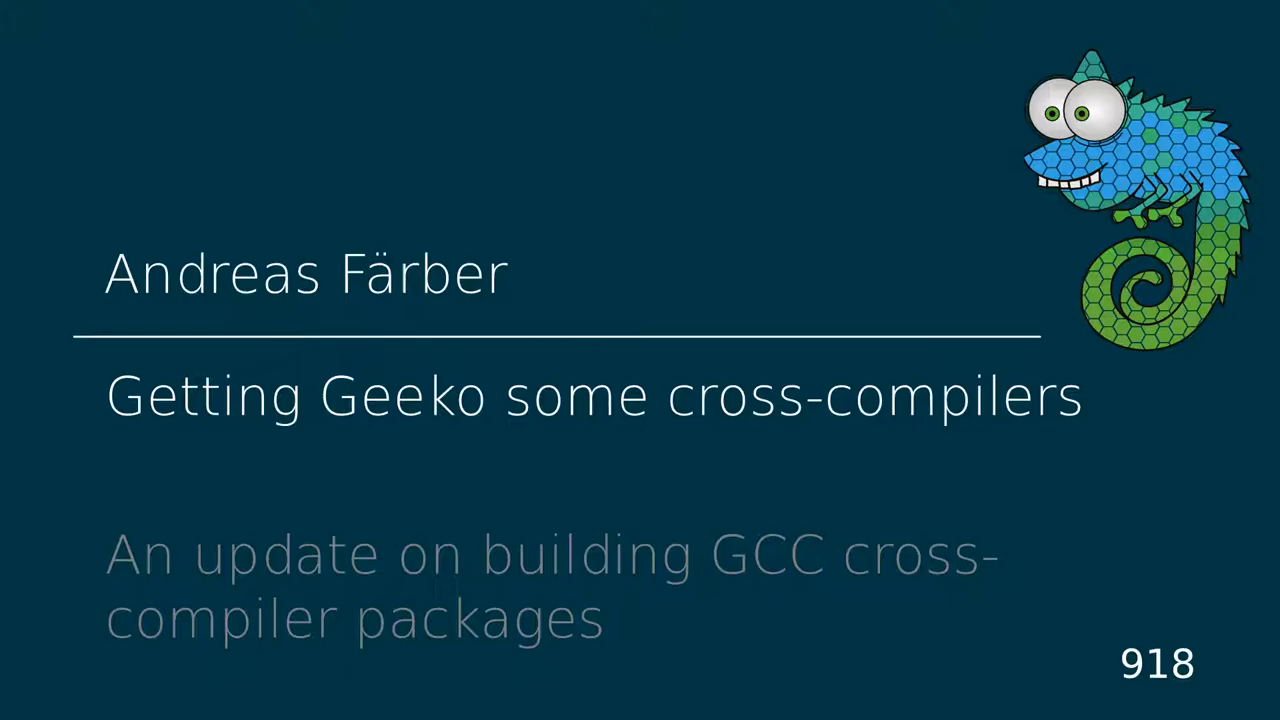 Andreas Färber
Getting Geeko some cross-compilers
An update on building GCC cross-
compiler packages
918